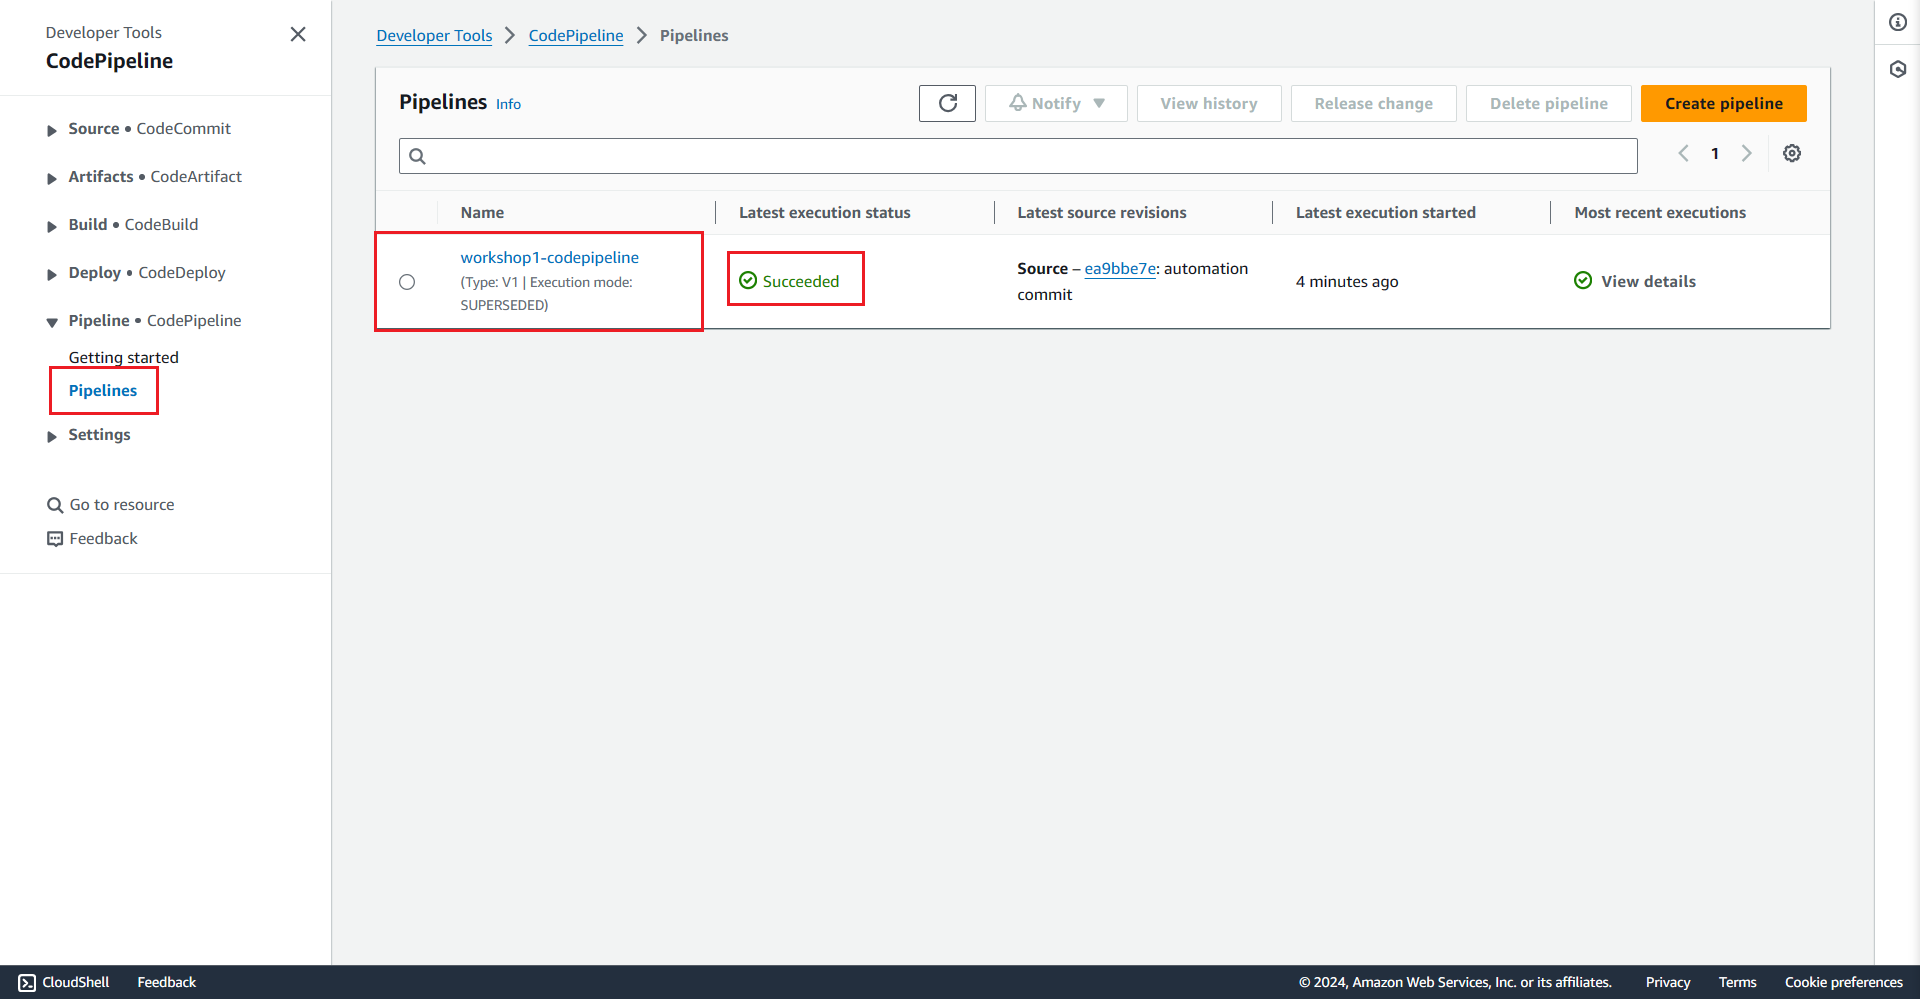 Developer Tools
CodePipeline
Source • CodeCommit
Artifacts • CodeArtifact
Build • CodeBuild
Deploy • CodeDeploy
Pipeline • CodePipeline
Getting started
Pipelines
Settings
Go to resource
Feedback
Developer Tools > CodePipeline > Pipelines
Pipelines Info
Notify
View history
Release change
Delete pipeline
Create pipeline
1
Name
Latest execution status
Latest source revisions
Latest execution started
Most recent executions
workshop1-codepipeline
(Type: V1 | Execution mode:
SUPERSEDED)
Succeeded
Source – ea9bbe7e: automation
commit
4 minutes ago
View details
CloudShell
Feedback
© 2024, Amazon Web Services, Inc. or its affiliates.
Privacy
Terms
Cookie preferences